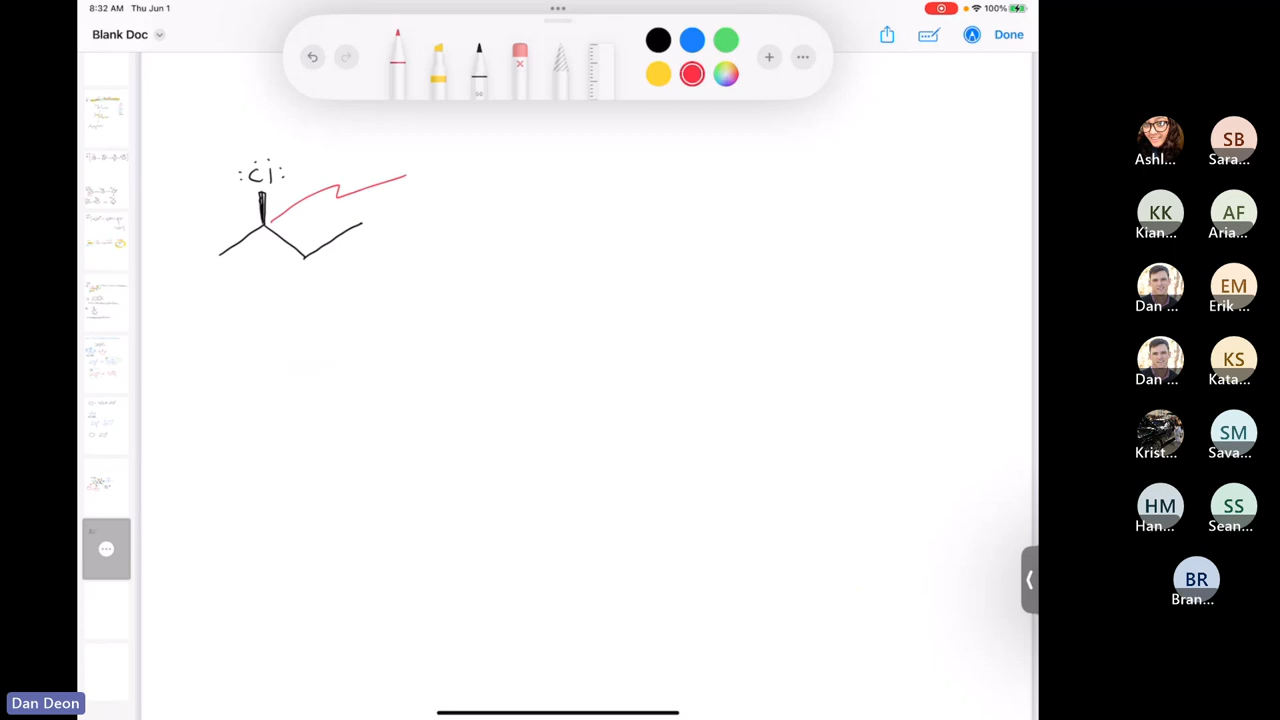 8:32 AM Thu Jun 1
100%
Blank Doc
Done
:C̈l:
SB
Ashl...
Sara...
KK
AF
Kian...
Aria...
EM
Dan ...
Erik ...
KS
Dan ...
Kata...
SM
Krist...
Sava...
HM
SS
Han...
Sean...
BR
Bran...
Dan Deon